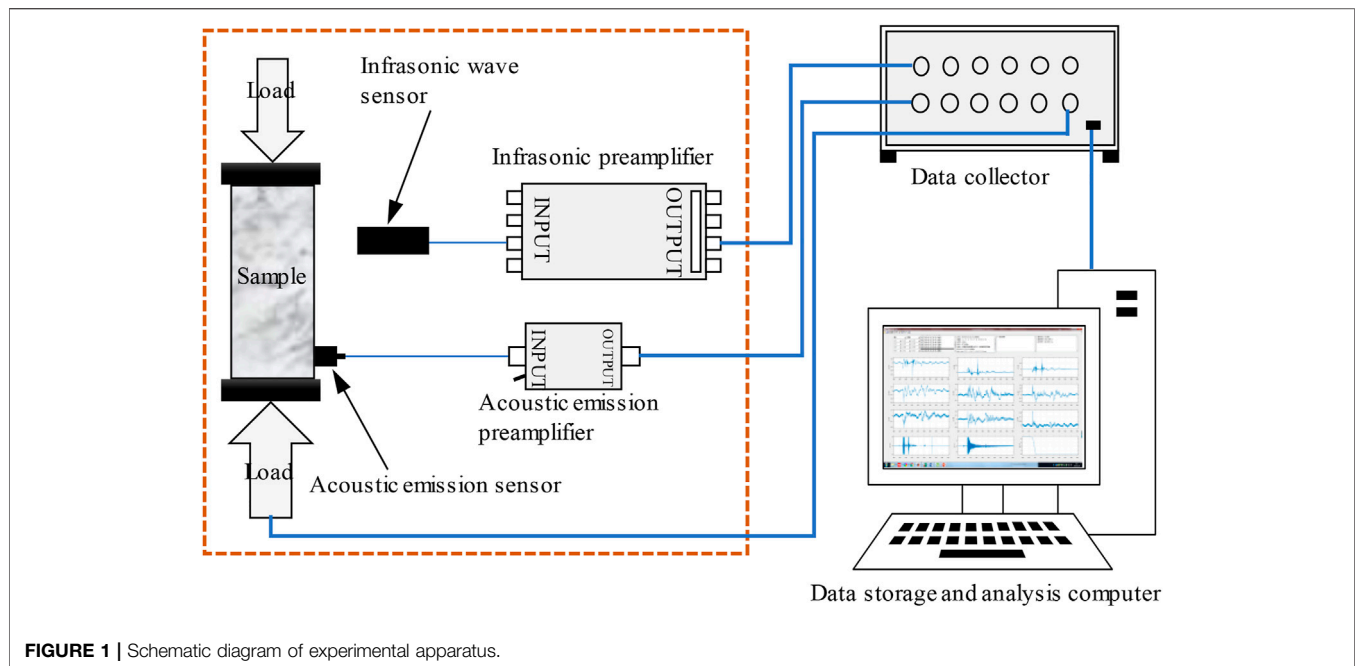 Load
Infrasonic wave
sensor
Infrasonic preamplifier
INPUT
OUTPUT
Data collector
Sample
INPUT
OUTPUT
Acoustic emission
preamplifier
Load
Acoustic emission sensor
Data storage and analysis computer
FIGURE 1 | Schematic diagram of experimental apparatus.